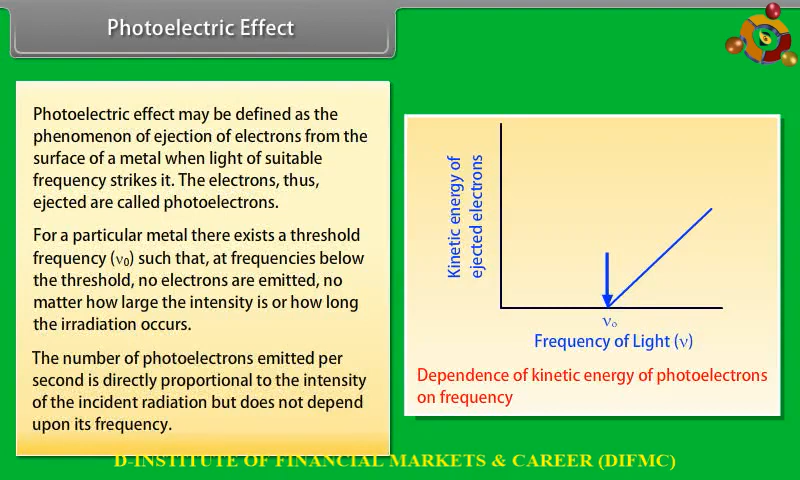 Photoelectric Effect
Photoelectric effect may be defined as the
phenomenon of ejection of electrons from the
surface of a metal when light of suitable
frequency strikes it. The electrons, thus,
ejected are called photoelectrons.
For a particular metal there exists a threshold
frequency (ν₀) such that, at frequencies below
the threshold, no electrons are emitted, no
matter how large the intensity is or how long
the irradiation occurs.
The number of photoelectrons emitted per
second is directly proportional to the intensity
of the incident radiation but does not depend
upon its frequency.
Kinetic energy of
ejected electrons
ν₀
Frequency of Light (ν)
Dependence of kinetic energy of photoelectrons
on frequency
D-INSTITUTE OF FINANCIAL MARKETS & CAREER (DIFMC)